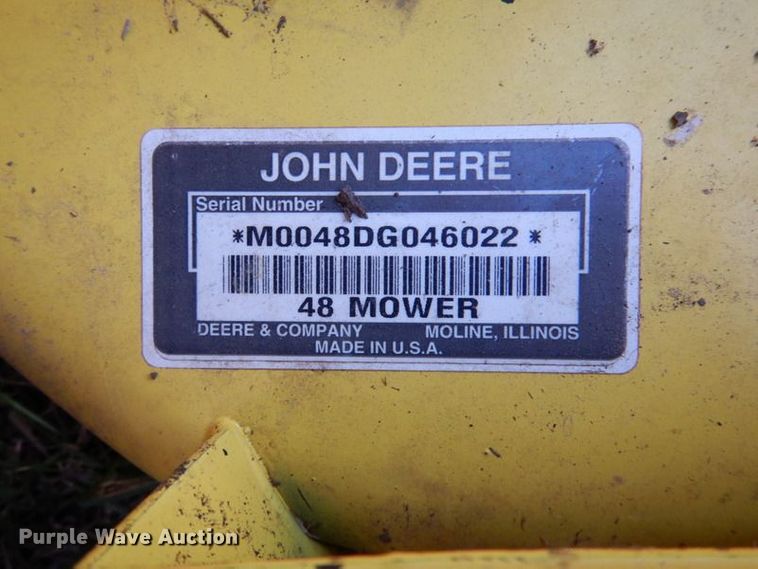 JOHN DEERE
Serial Number
*M0048DG046022*
48 MOWER
DEERE & COMPANY MOLINE, ILLINOIS
MADE IN U.S.A.
Purple Wave Auction